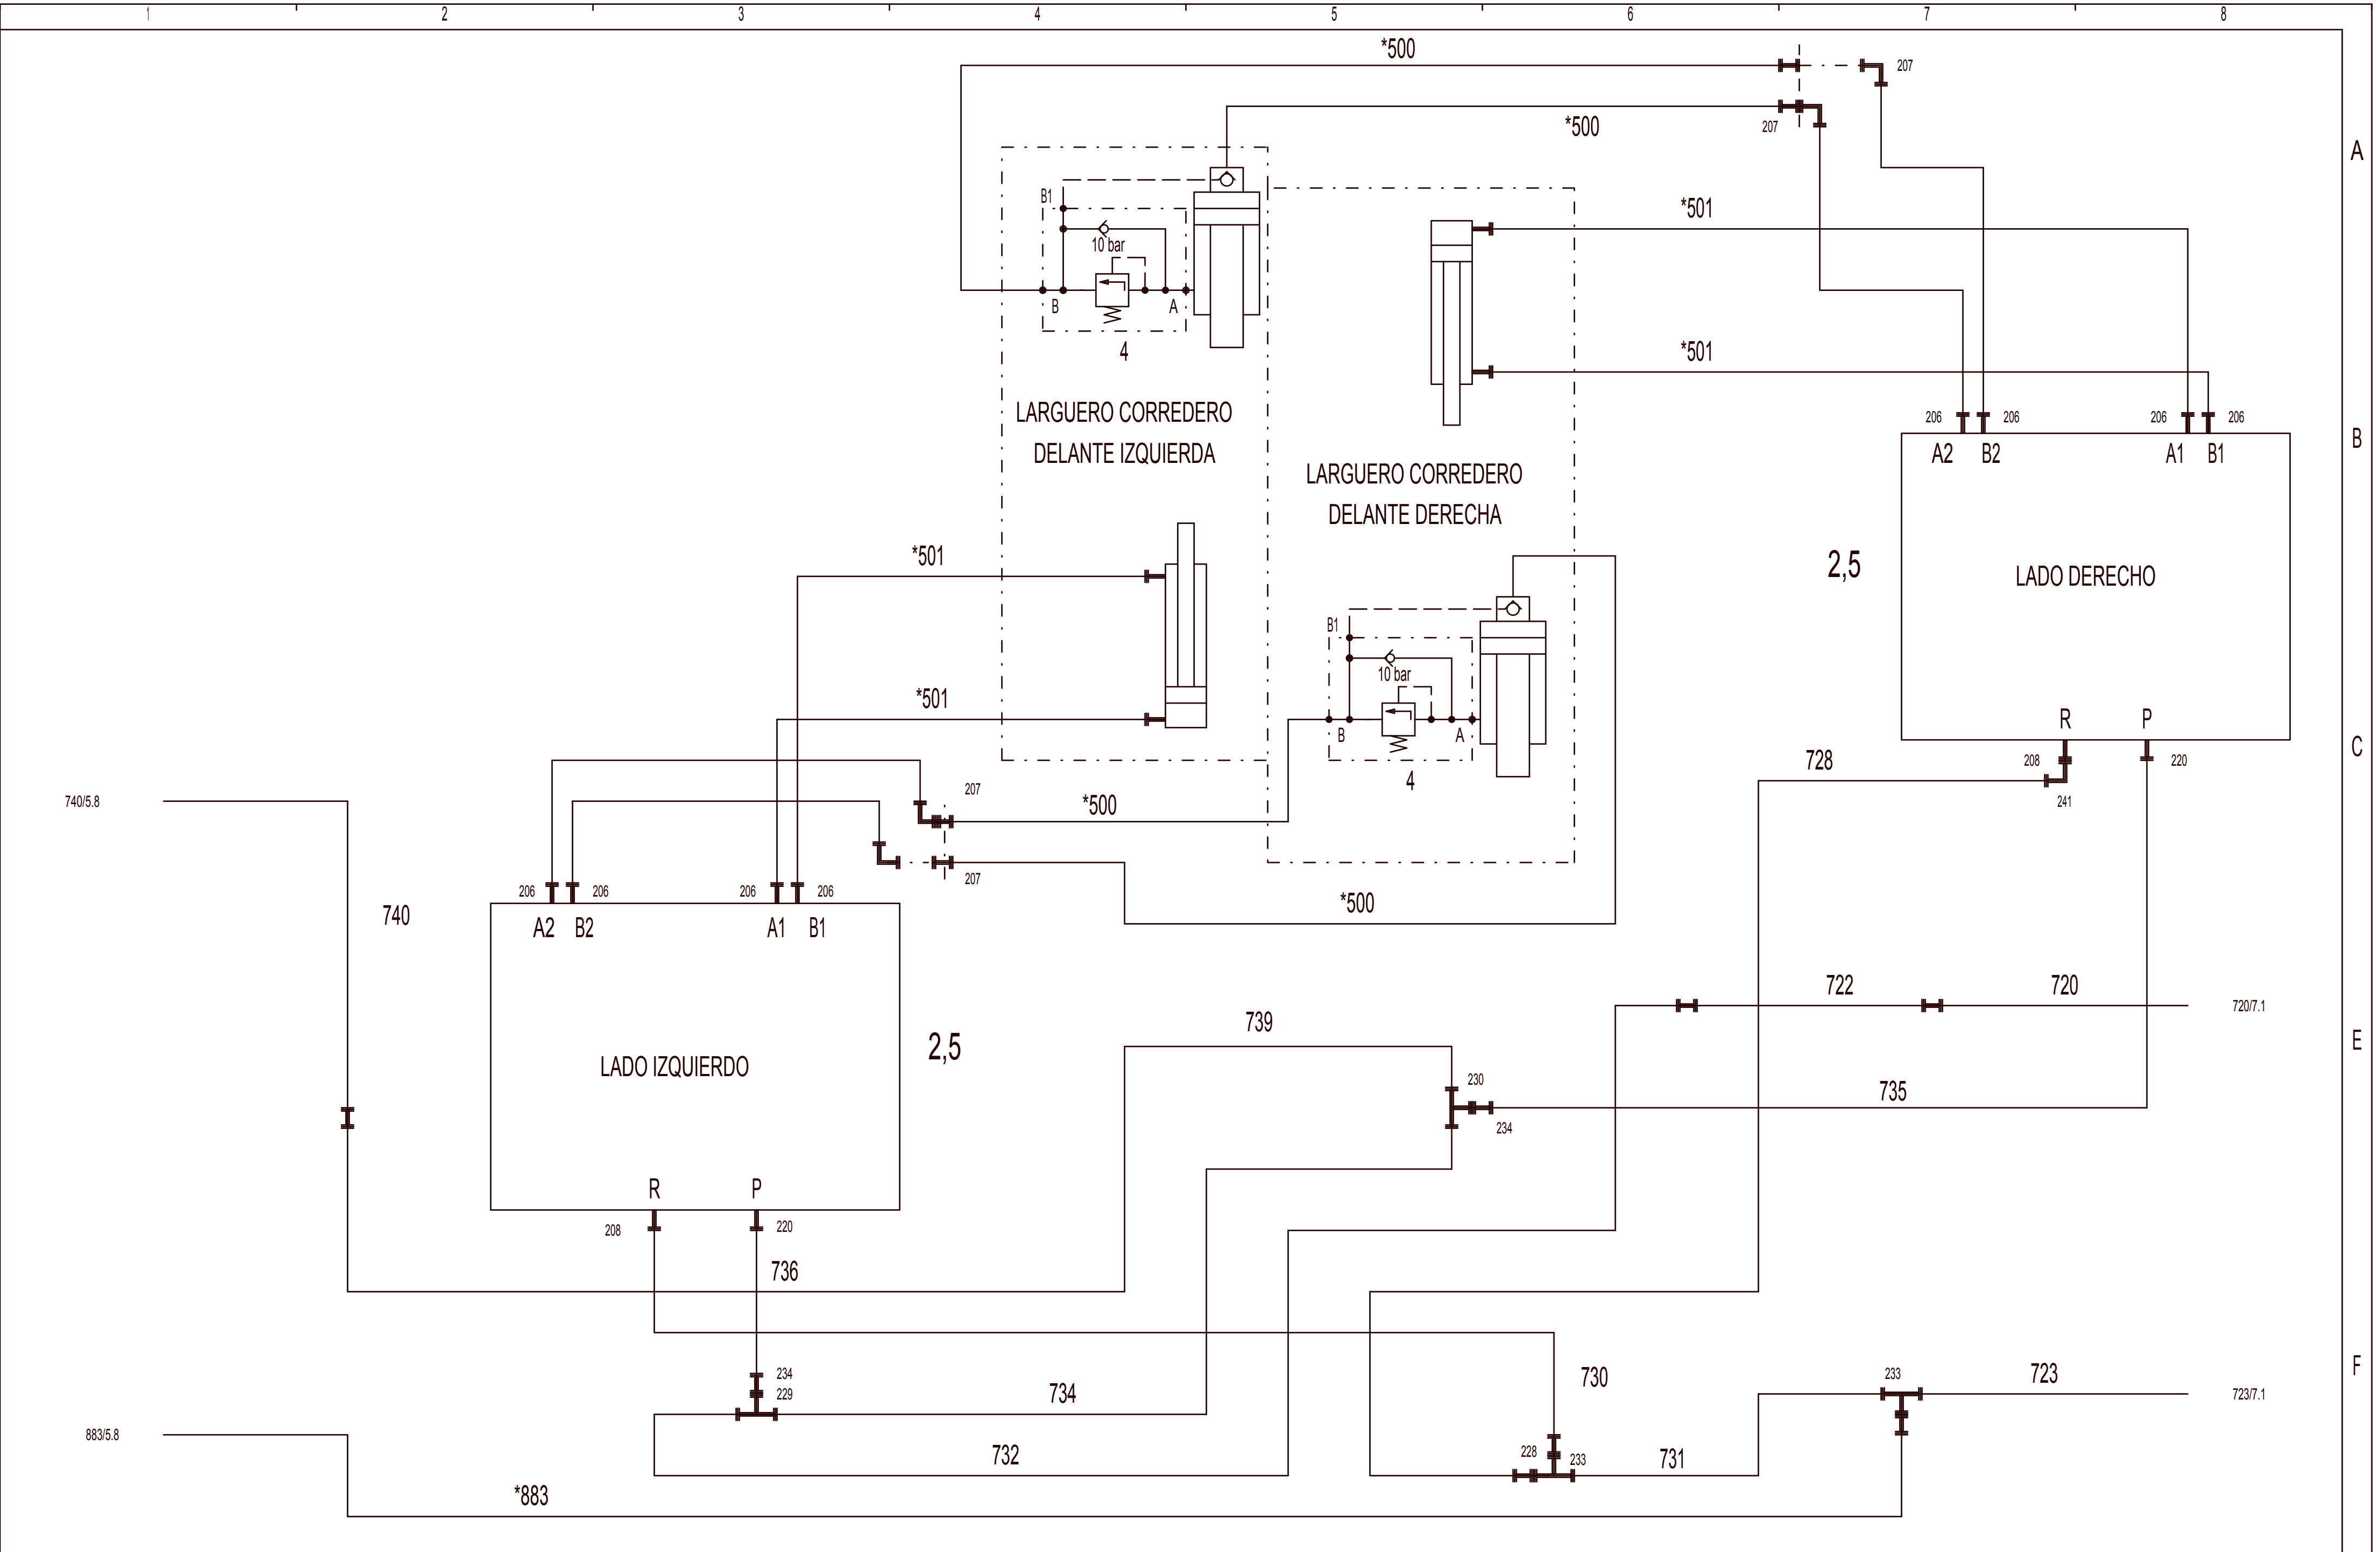 1 2 3 4 5 6 7 8
*500
207
*500
207
A
B1
*501
10 bar
B A
4
*501
LARGUERO CORREDERO
DELANTE IZQUIERDA
206 206 206 206
A2 B2 A1 B1
B
LARGUERO CORREDERO
DELANTE DERECHA
*501
2,5
LADO DERECHO
B1
10 bar
*501
B A
4
R P
C
728
208 220
241
740/5.8
207
*500
207
206 206 206 206
*500
740
A2 B2 A1 B1
722 720
720/7.1
739
2,5
E
LADO IZQUIERDO
230
735
234
R P
208 220
736
234
229
734
730
233
723
F
723/7.1
883/5.8
732
228
233
731
*883